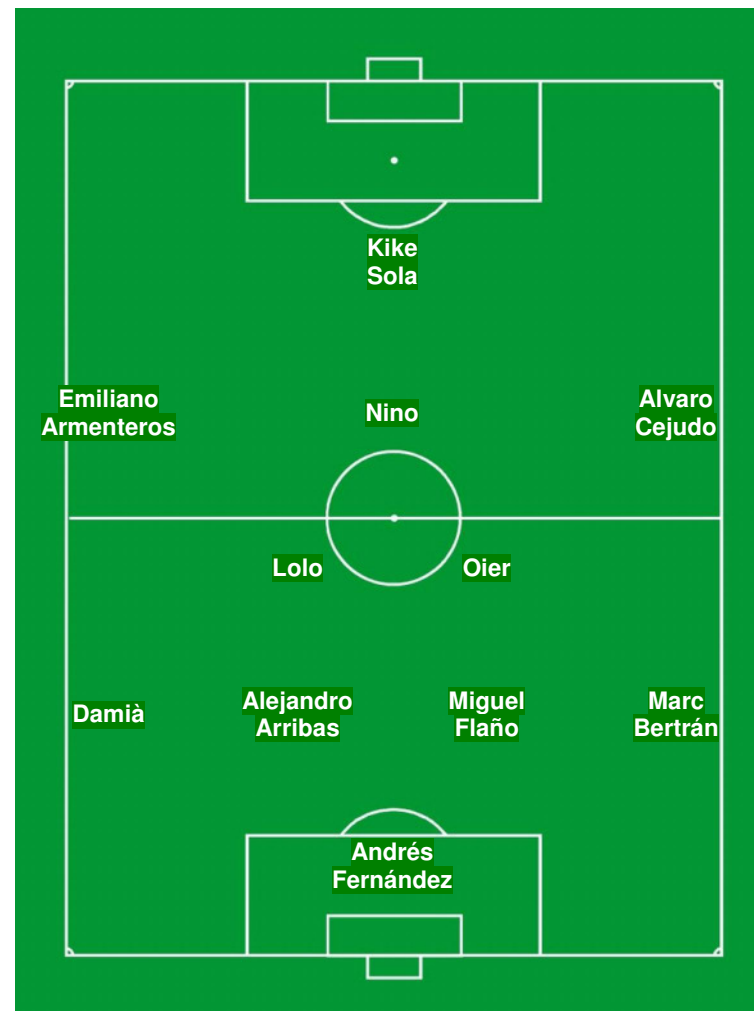 Kike
Sola
Emiliano
Armenteros
Nino
Alvaro
Cejudo
Lolo
Oier
Damià
Alejandro
Arribas
Miguel
Flaño
Marc
Bertrán
Andrés
Fernández